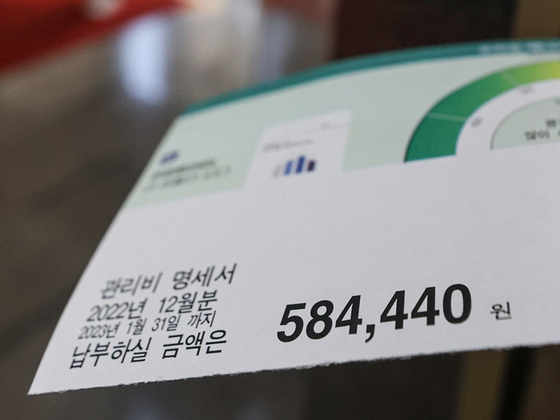 관리비 명세서
2022년 12월분
2023년 1월 31일 까지
납부하실 금액은
584,440 원